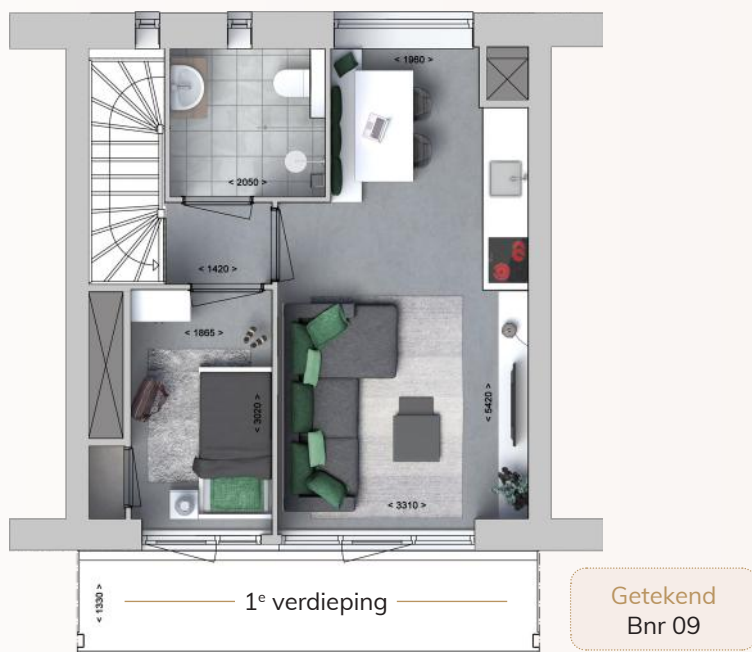 < 1960 >
< 2050 >
< 1420 >
< 1865 >
< 3020 >
< 5420 >
< 3310 >
< 1330 >
1e verdieping
Getekend
Bnr 09